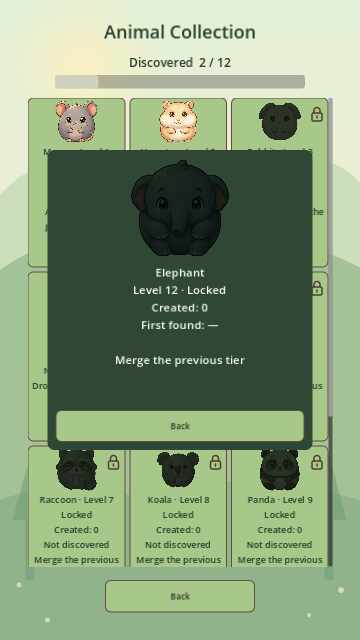 Animal Collection
Discovered 2 / 12
Elephant
Level 12 · Locked
Created: 0
First found: —
Merge the previous tier
Back
Raccoon · Level 7
Locked
Created: 0
Not discovered
Merge the previous
Koala · Level 8
Locked
Created: 0
Not discovered
Merge the previous
Panda · Level 9
Locked
Created: 0
Not discovered
Merge the previous
Back